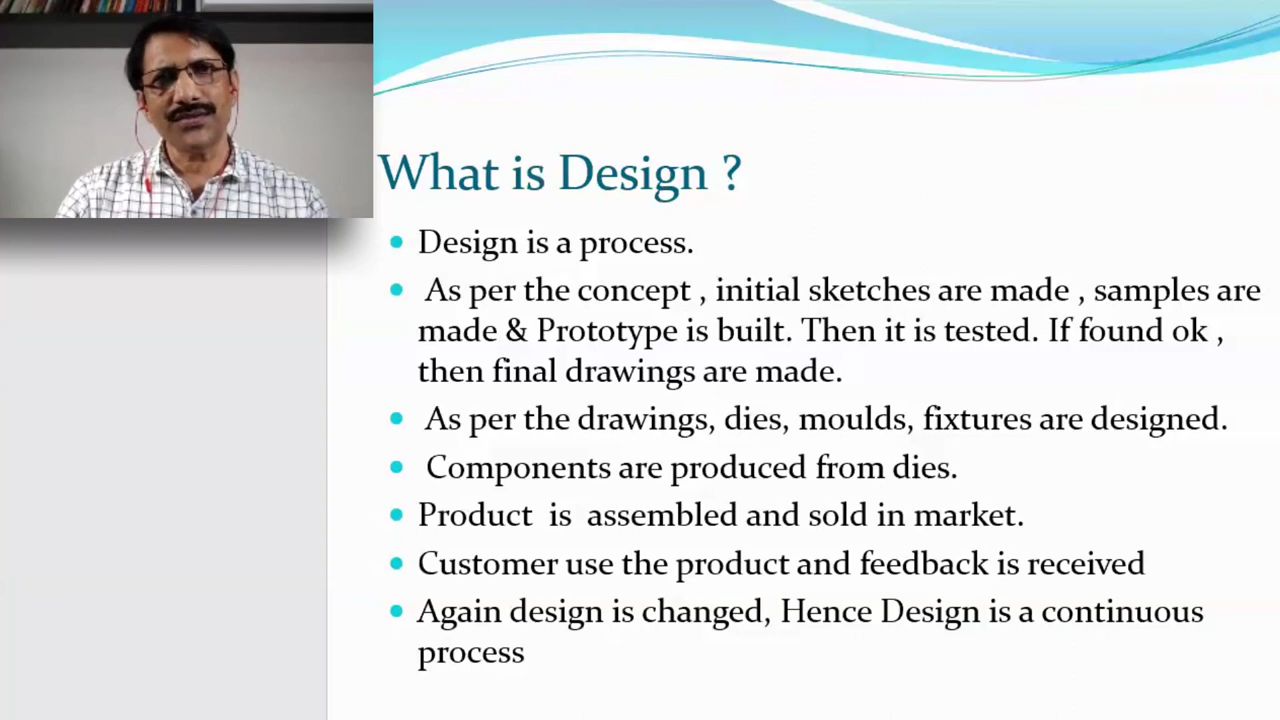 What is Design ?
Design is a process.
As per the concept , initial sketches are made , samples are
made & Prototype is built. Then it is tested. If found ok ,
then final drawings are made.
As per the drawings, dies, moulds, fixtures are designed.
Components are produced from dies.
Product is assembled and sold in market.
Customer use the product and feedback is received
Again design is changed, Hence Design is a continuous
process